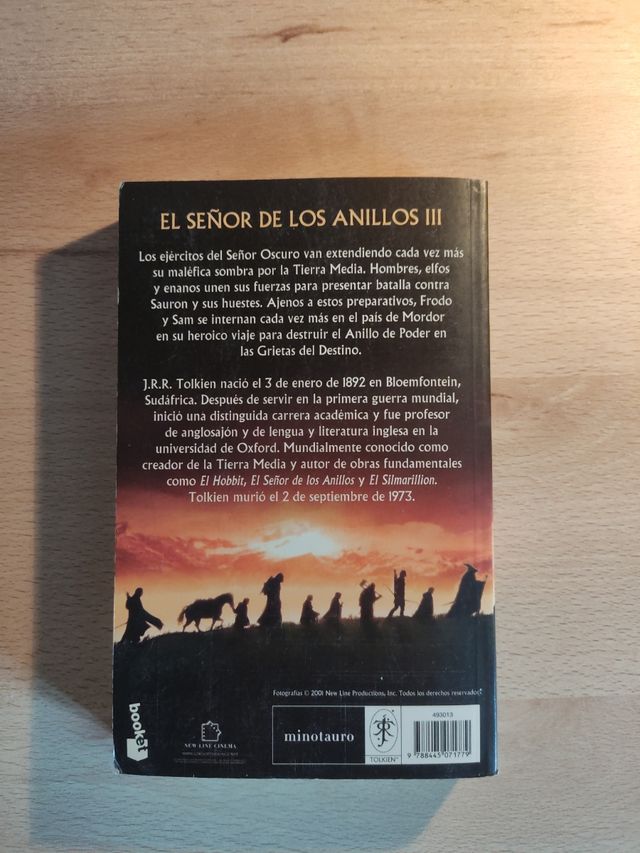 EL SEÑOR DE LOS ANILLOS III
Los ejércitos del Señor Oscuro van extendiendo cada vez más
su maléfica sombra por la Tierra Media. Hombres, elfos
y enanos unen sus fuerzas para presentar batalla contra
Sauron y sus huestes. Ajenos a estos preparativos, Frodo
y Sam se internan cada vez más en el país de Mordor
en su heroico viaje para destruir el Anillo de Poder en
las Grietas del Destino.
J.R.R. Tolkien nació el 3 de enero de 1892 en Bloemfontein,
Sudáfrica. Después de servir en la primera guerra mundial,
inició una distinguida carrera académica y fue profesor
de anglosajón y de lengua y literatura inglesa en la
universidad de Oxford. Mundialmente conocido como
creador de la Tierra Media y autor de obras fundamentales
como El Hobbit, El Señor de los Anillos y El Silmarillion.
Tolkien murió el 2 de septiembre de 1973.
Fotografías © 2001 New Line Productions, Inc. Todos los derechos reservados.
booket
NEW LINE CINEMA
minotauro
TOLKIEN™
493013
9 788445 071779